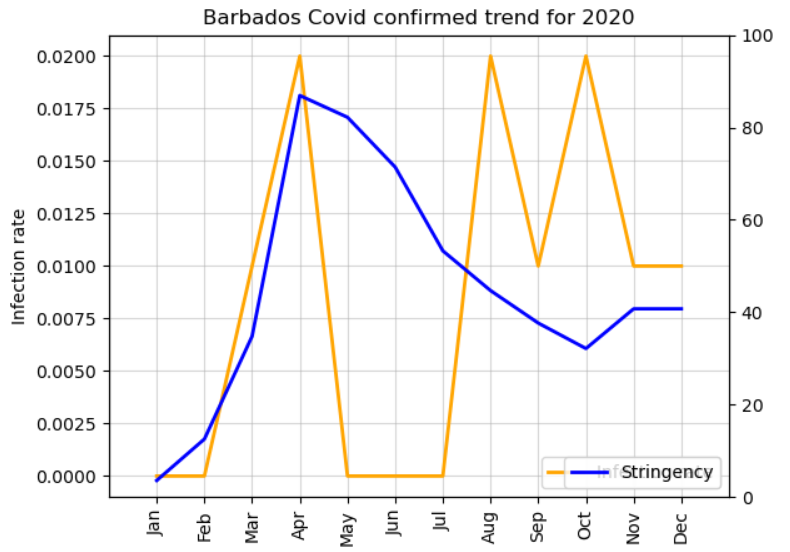 Barbados Covid confirmed trend for 2020
Infection rate
0.0200
0.0175
0.0150
0.0125
0.0100
0.0075
0.0050
0.0025
0.0000
100
80
60
40
20
0
Jan
Feb
Mar
Apr
May
Jun
Jul
Aug
Sep
Oct
Nov
Dec
Stringency